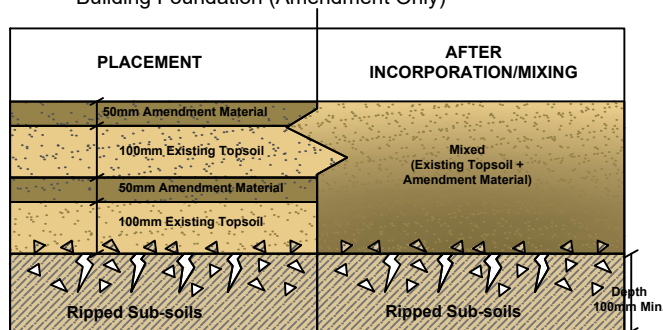 Building Foundation (Amendment Only)
PLACEMENT
AFTER
INCORPORATION/MIXING
50mm Amendment Material
100mm Existing Topsoil
50mm Amendment Material
100mm Existing Topsoil
Mixed
(Existing Topsoil +
Amendment Material)
Ripped Sub-soils
Ripped Sub-soils
Depth
100mm Min